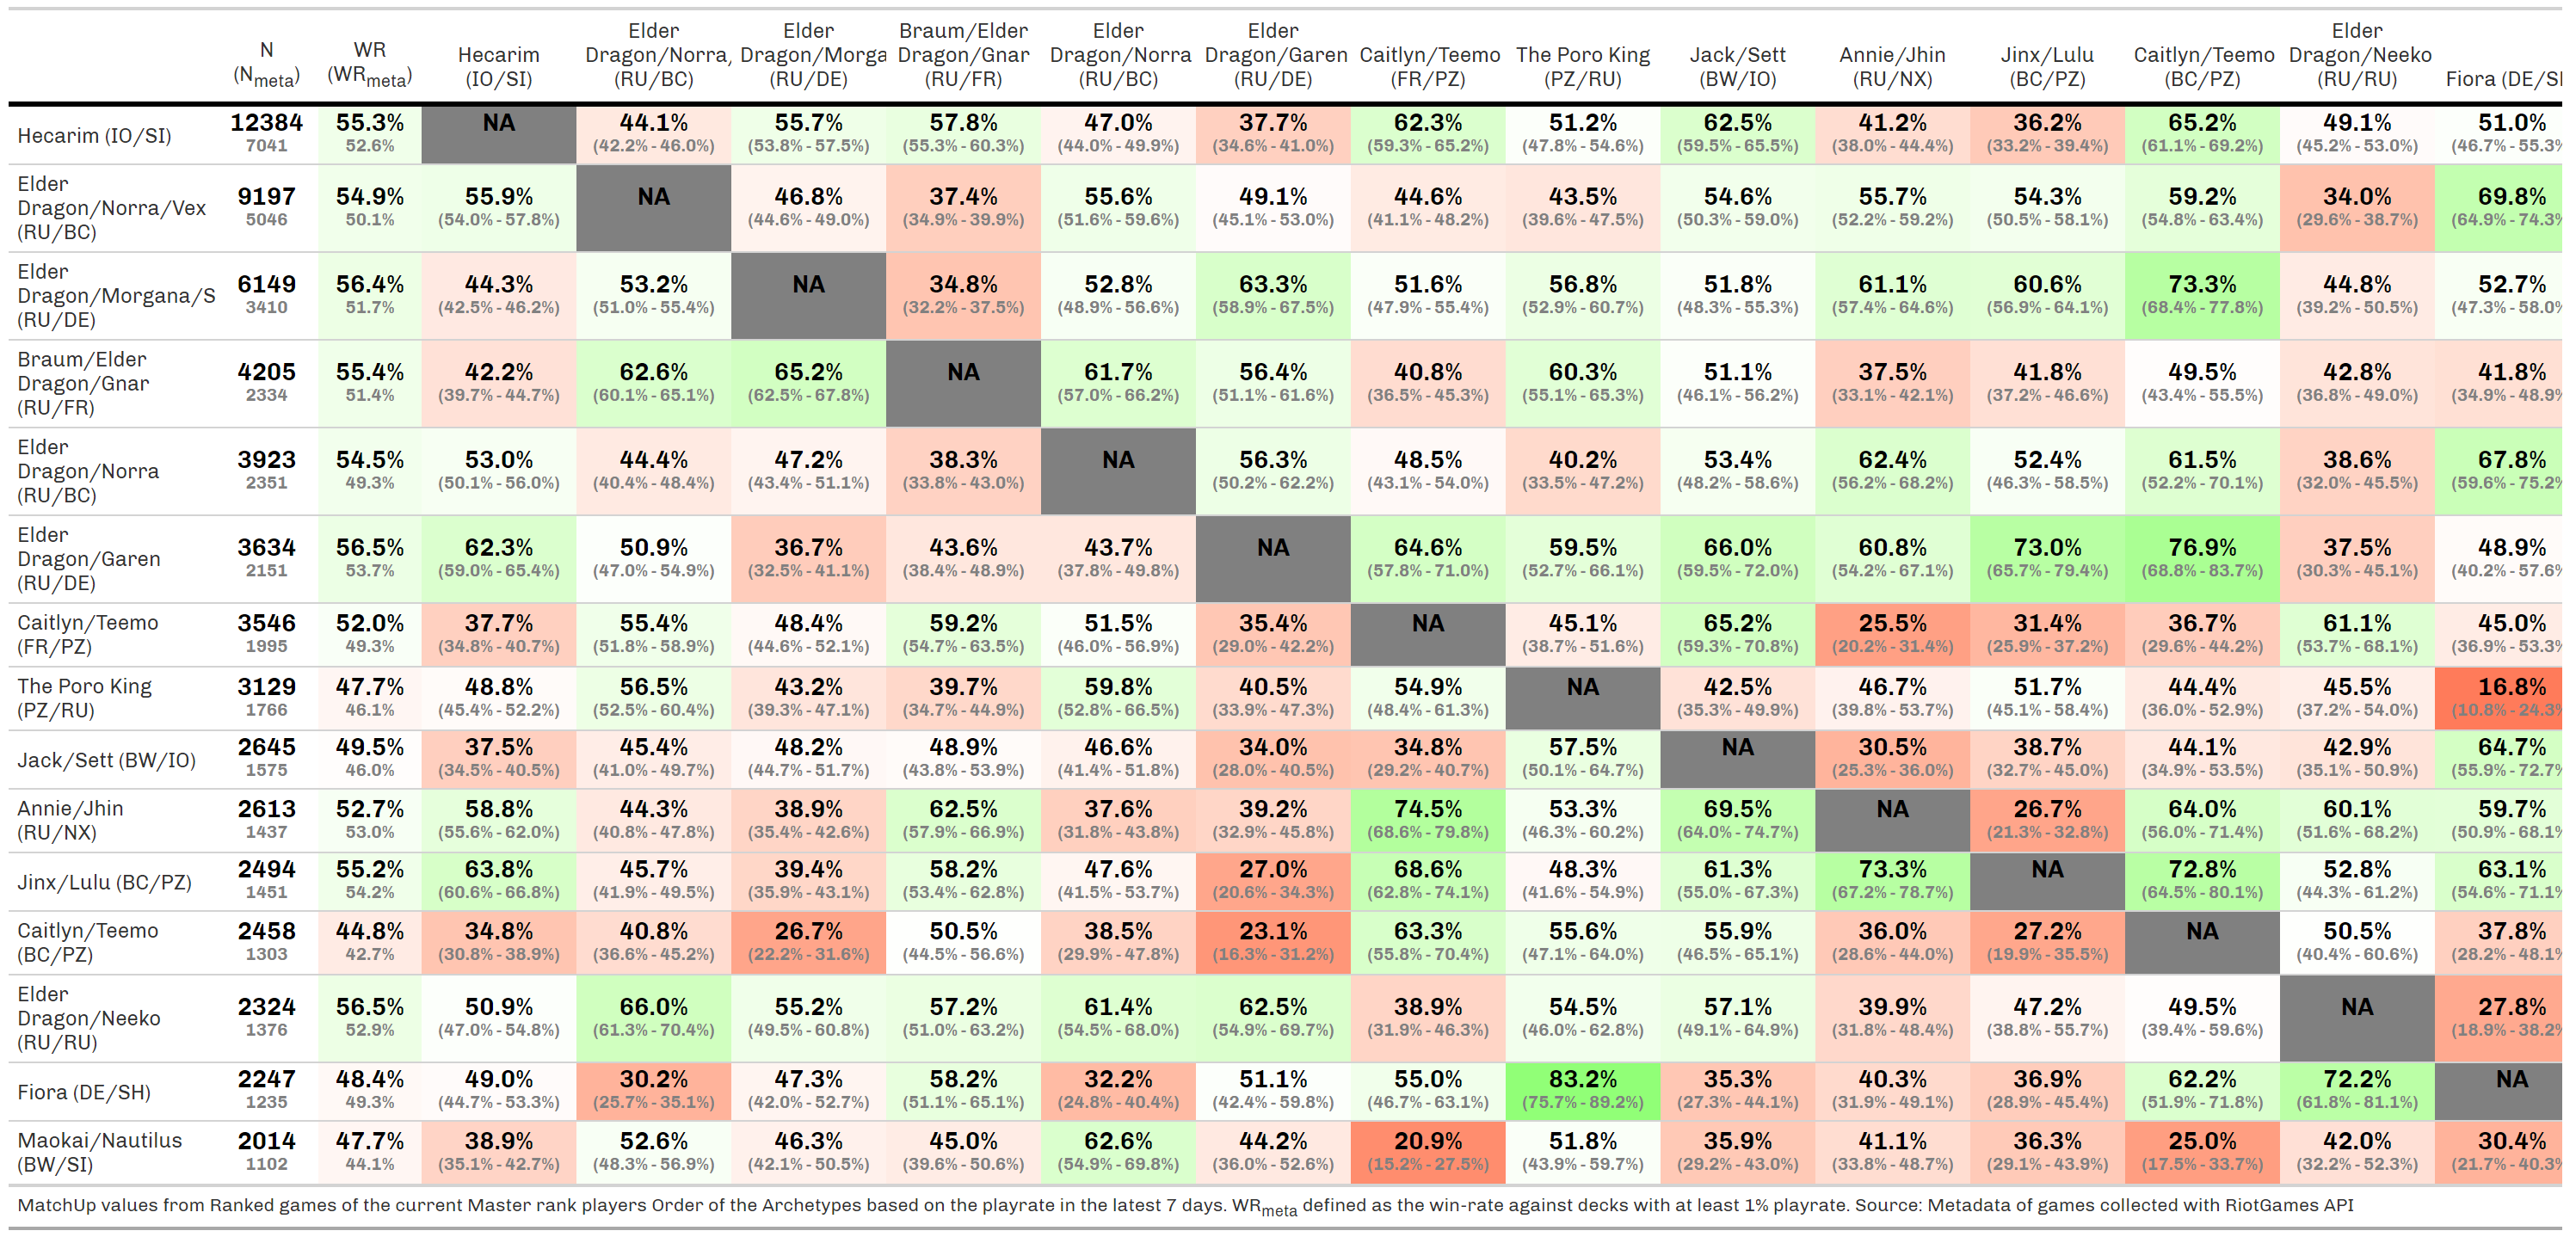 N (N_meta)
WR (WR_meta)
Hecarim (IO/SI)
Elder Dragon/Norra, (RU/BC)
Elder Dragon/Morga (RU/DE)
Braum/Elder Dragon/Gnar (RU/FR)
Elder Dragon/Norra (RU/BC)
Elder Dragon/Garen (RU/DE)
Caitlyn/Teemo (FR/PZ)
The Poro King (PZ/RU)
Jack/Sett (BW/IO)
Annie/Jhin (RU/NX)
Jinx/Lulu (BC/PZ)
Caitlyn/Teemo (BC/PZ)
Elder Dragon/Neeko (RU/RU)
Fiora (DE/SI
Hecarim (IO/SI)
12384 55.3% NA 44.1% 55.7% 57.8% 47.0% 37.7% 62.3% 51.2% 62.5% 41.2% 36.2% 65.2% 49.1% 51.0%
7041 52.6% (42.2% - 46.0%) (53.8% - 57.5%) (55.3% - 60.3%) (44.0% - 49.9%) (34.6% - 41.0%) (59.3% - 65.2%) (47.8% - 54.6%) (59.5% - 65.5%) (38.0% - 44.4%) (33.2% - 39.4%) (61.1% - 69.2%) (45.2% - 53.0%) (46.7% - 55.3%
Elder
Dragon/Norra/Vex
(RU/BC)
9197 54.9% 55.9% NA 46.8% 37.4% 55.6% 49.1% 44.6% 43.5% 54.6% 55.7% 54.3% 59.2% 34.0% 69.8%
5046 50.1% (54.0% - 57.8%) (44.6% - 49.0%) (34.9% - 39.9%) (51.6% - 59.6%) (45.1% - 53.0%) (41.1% - 48.2%) (39.6% - 47.5%) (50.3% - 59.0%) (52.2% - 59.2%) (50.5% - 58.1%) (54.8% - 63.4%) (29.6% - 38.7%) (64.9% - 74.3%
Elder
Dragon/Morgana/S
(RU/DE)
6149 56.4% 44.3% 53.2% NA 34.8% 52.8% 63.3% 51.6% 56.8% 51.8% 61.1% 60.6% 73.3% 44.8% 52.7%
3410 51.7% (42.5% - 46.2%) (51.0% - 55.4%) (32.2% - 37.5%) (48.9% - 56.6%) (58.9% - 67.5%) (47.9% - 55.4%) (52.9% - 60.7%) (48.3% - 55.3%) (57.4% - 64.6%) (56.9% - 64.1%) (68.4% - 77.8%) (39.2% - 50.5%) (47.3% - 58.0%
Braum/Elder
Dragon/Gnar
(RU/FR)
4205 55.4% 42.2% 62.6% 65.2% NA 61.7% 56.4% 40.8% 60.3% 51.1% 37.5% 41.8% 49.5% 42.8% 41.8%
2334 51.4% (39.7% - 44.7%) (60.1% - 65.1%) (62.5% - 67.8%) (57.0% - 66.2%) (51.1% - 61.6%) (36.5% - 45.3%) (55.1% - 65.3%) (46.1% - 56.2%) (33.1% - 42.1%) (37.2% - 46.6%) (43.4% - 55.5%) (36.8% - 49.0%) (34.9% - 48.9%
Elder
Dragon/Norra
(RU/BC)
3923 54.5% 53.0% 44.4% 47.2% 38.3% NA 56.3% 48.5% 40.2% 53.4% 62.4% 52.4% 61.5% 38.6% 67.8%
2351 49.3% (50.1% - 56.0%) (40.4% - 48.4%) (43.4% - 51.1%) (33.8% - 43.0%) (50.2% - 62.2%) (43.1% - 54.0%) (33.5% - 47.2%) (48.2% - 58.6%) (56.2% - 68.2%) (46.3% - 58.5%) (52.2% - 70.1%) (32.0% - 45.5%) (59.6% - 75.2%
Elder
Dragon/Garen
(RU/DE)
3634 56.5% 62.3% 50.9% 36.7% 43.6% 43.7% NA 64.6% 59.5% 66.0% 60.8% 73.0% 76.9% 37.5% 48.9%
2151 53.7% (59.0% - 65.4%) (47.0% - 54.9%) (32.5% - 41.1%) (38.4% - 48.9%) (37.8% - 49.8%) (57.8% - 71.0%) (52.7% - 66.1%) (59.5% - 72.0%) (54.2% - 67.1%) (65.7% - 79.4%) (68.8% - 83.7%) (30.3% - 45.1%) (40.2% - 57.6%
Caitlyn/Teemo
(FR/PZ)
3546 52.0% 37.7% 55.4% 48.4% 59.2% 51.5% 35.4% NA 45.1% 65.2% 25.5% 31.4% 36.7% 61.1% 45.0%
1995 49.3% (34.8% - 40.7%) (51.8% - 58.9%) (44.6% - 52.1%) (54.7% - 63.5%) (46.0% - 56.9%) (29.0% - 42.2%) (38.7% - 51.6%) (59.3% - 70.8%) (20.2% - 31.4%) (25.9% - 37.2%) (29.6% - 44.2%) (53.7% - 68.1%) (36.9% - 53.3%
The Poro King
(PZ/RU)
3129 47.7% 48.8% 56.5% 43.2% 39.7% 59.8% 40.5% 54.9% NA 42.5% 46.7% 51.7% 44.4% 45.5% 16.8%
1766 46.1% (45.4% - 52.2%) (52.5% - 60.4%) (39.3% - 47.1%) (34.7% - 44.9%) (52.8% - 66.5%) (33.9% - 47.3%) (48.4% - 61.3%) (35.3% - 49.9%) (39.8% - 53.7%) (45.1% - 58.4%) (36.0% - 52.9%) (37.2% - 54.0%) (10.8% - 24.3%
Jack/Sett (BW/IO)
2645 49.5% 37.5% 45.4% 48.2% 48.9% 46.6% 34.0% 34.8% 57.5% NA 30.5% 38.7% 44.1% 42.9% 64.7%
1575 46.0% (34.5% - 40.5%) (41.0% - 49.7%) (44.7% - 51.7%) (43.8% - 53.9%) (41.4% - 51.8%) (28.0% - 40.5%) (29.2% - 40.7%) (50.1% - 64.7%) (25.3% - 36.0%) (32.7% - 45.0%) (34.9% - 53.5%) (35.1% - 50.9%) (55.9% - 72.7%
Annie/Jhin
(RU/NX)
2613 52.7% 58.8% 44.3% 38.9% 62.5% 37.6% 39.2% 74.5% 53.3% 69.5% NA 26.7% 64.0% 60.1% 59.7%
1437 53.0% (55.6% - 62.0%) (40.8% - 47.8%) (35.4% - 42.6%) (57.9% - 66.9%) (31.8% - 43.8%) (32.9% - 45.8%) (68.6% - 79.8%) (46.3% - 60.2%) (64.0% - 74.7%) (21.3% - 32.8%) (56.0% - 71.4%) (51.6% - 68.2%) (50.9% - 68.1%
Jinx/Lulu (BC/PZ)
2494 55.2% 63.8% 45.7% 39.4% 58.2% 47.6% 27.0% 68.6% 48.3% 61.3% 73.3% NA 72.8% 52.8% 63.1%
1451 54.2% (60.6% - 66.8%) (41.9% - 49.5%) (35.9% - 43.1%) (53.4% - 62.8%) (41.5% - 53.7%) (20.6% - 34.3%) (62.8% - 74.1%) (41.6% - 54.9%) (55.0% - 67.3%) (67.2% - 78.7%) (64.5% - 80.1%) (44.3% - 61.2%) (54.6% - 71.1%
Caitlyn/Teemo
(BC/PZ)
2458 44.8% 34.8% 40.8% 26.7% 50.5% 38.5% 23.1% 63.3% 55.6% 55.9% 36.0% 27.2% NA 50.5% 37.8%
1303 42.7% (30.8% - 38.9%) (36.6% - 45.2%) (22.2% - 31.6%) (44.5% - 56.6%) (29.9% - 47.8%) (16.3% - 31.2%) (55.8% - 70.4%) (47.1% - 64.0%) (46.5% - 65.1%) (28.6% - 44.0%) (19.9% - 35.5%) (40.4% - 60.6%) (28.2% - 48.1%
Elder
Dragon/Neeko
(RU/RU)
2324 56.5% 50.9% 66.0% 55.2% 57.2% 61.4% 62.5% 38.9% 54.5% 57.1% 39.9% 47.2% 49.5% NA 27.8%
1376 52.9% (47.0% - 54.8%) (61.3% - 70.4%) (49.5% - 60.8%) (51.0% - 63.2%) (54.5% - 68.0%) (54.9% - 69.7%) (31.9% - 46.3%) (46.0% - 62.8%) (49.1% - 64.9%) (31.8% - 48.4%) (38.8% - 55.7%) (39.4% - 59.6%) (18.9% - 38.2%
Fiora (DE/SH)
2247 48.4% 49.0% 30.2% 47.3% 58.2% 32.2% 51.1% 55.0% 83.2% 35.3% 40.3% 36.9% 62.2% 72.2% NA
1235 49.3% (44.7% - 53.3%) (25.7% - 35.1%) (42.0% - 52.7%) (51.1% - 65.1%) (24.8% - 40.4%) (42.4% - 59.8%) (46.7% - 63.1%) (75.7% - 89.2%) (27.3% - 44.1%) (31.9% - 49.1%) (28.9% - 45.4%) (51.9% - 71.8%) (61.8% - 81.1%)
Maokai/Nautilus
(BW/SI)
2014 47.7% 38.9% 52.6% 46.3% 45.0% 62.6% 44.2% 20.9% 51.8% 35.9% 41.1% 36.3% 25.0% 42.0% 30.4%
1102 44.1% (35.1% - 42.7%) (48.3% - 56.9%) (42.1% - 50.5%) (39.6% - 50.6%) (54.9% - 69.8%) (36.0% - 52.6%) (15.2% - 27.5%) (43.9% - 59.7%) (29.2% - 43.0%) (33.8% - 48.7%) (29.1% - 43.9%) (17.5% - 33.7%) (32.2% - 52.3%) (21.7% - 40.3%
MatchUp values from Ranked games of the current Master rank players Order of the Archetypes based on the playrate in the latest 7 days. WR_meta defined as the win-rate against decks with at least 1% playrate. Source: Metadata of games collected with RiotGames API